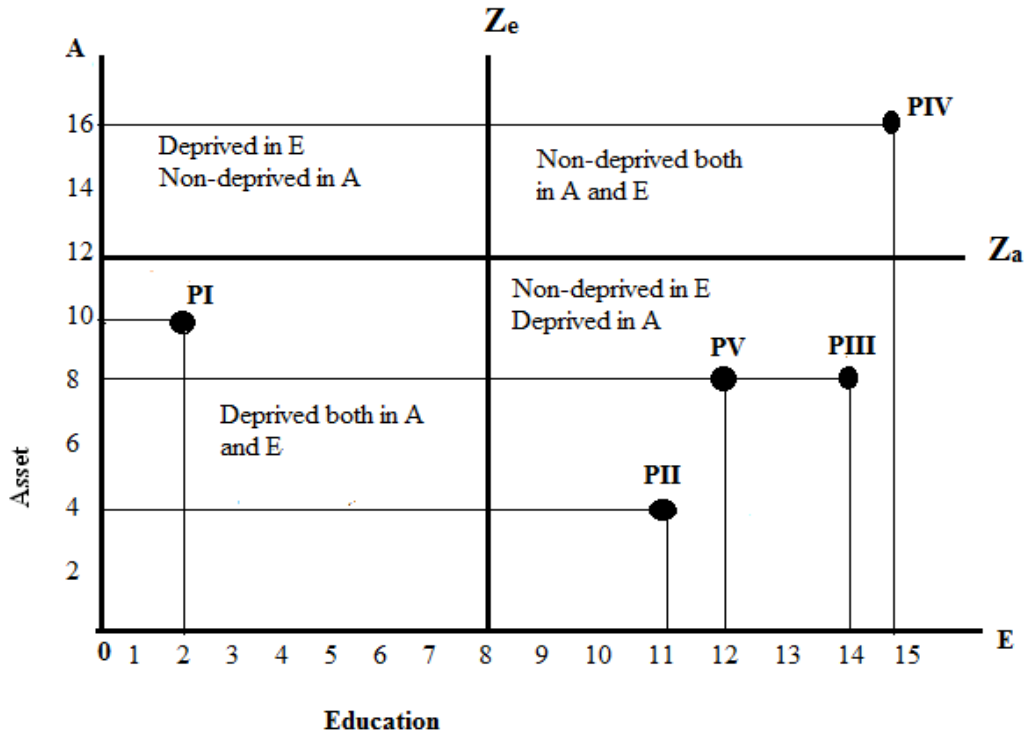 Ze
A
16
PIV
Deprived in E
Non-deprived in A
Non-deprived both
in A and E
14
12
Za
Non-deprived in E
Deprived in A
PI
10
PV
PIII
8
Deprived both in A
and E
6
PII
Asset
4
2
0 1 2 3 4 5 6 7 8 9 10 11 12 13 14 15
E
Education